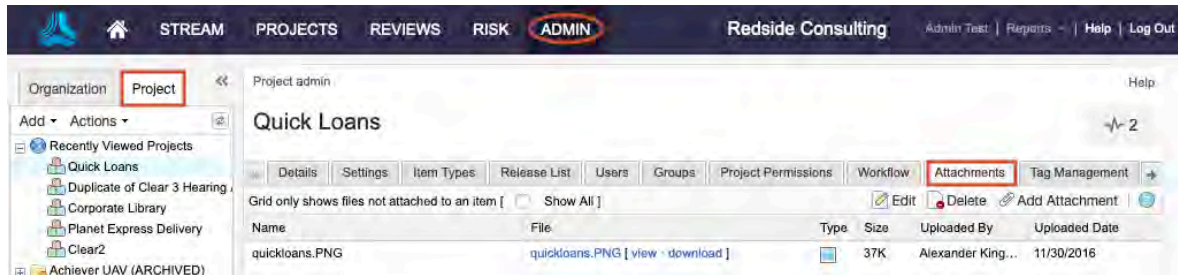 STREAM PROJECTS REVIEWS RISK ADMIN Redside Consulting Admin Test | Reports | Help | Log Out
Organization Project « Project admin Help
Add Actions Quick Loans 2
Recently Viewed Projects
Quick Loans Details Settings Item Types Release List Users Groups Project Permissions Workflow Attachments Tag Management
Duplicate of Clear 3 Hearing Grid only shows files not attached to an item [ Show All ] Edit Delete Add Attachment
Corporate Library
Planet Express Delivery Name File Type Size Uploaded By Uploaded Date
Clear2 quickloans.PNG quickloans.PNG [ view - download ] 37K Alexander King... 11/30/2016
Achiever UAV (ARCHIVED)